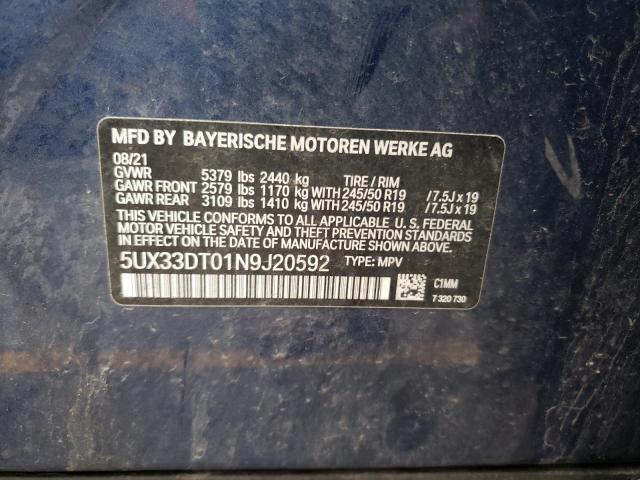 MFD BY BAYERISCHE MOTOREN WERKE AG
08/21
GVWR 5379 lbs 2440 kg TIRE / RIM
GAWR FRONT 2579 lbs 1170 kg WITH 245/50 R19 / 7.5J x 19
GAWR REAR 3109 lbs 1410 kg WITH 245/50 R19 / 7.5J x 19
THIS VEHICLE CONFORMS TO ALL APPLICABLE U. S. FEDERAL
MOTOR VEHICLE SAFETY AND THEFT PREVENTION STANDARDS
IN EFFECT ON THE DATE OF MANUFACTURE SHOWN ABOVE.
5UX33DT01N9J20592 TYPE: MPV
C1MM
7 320 730